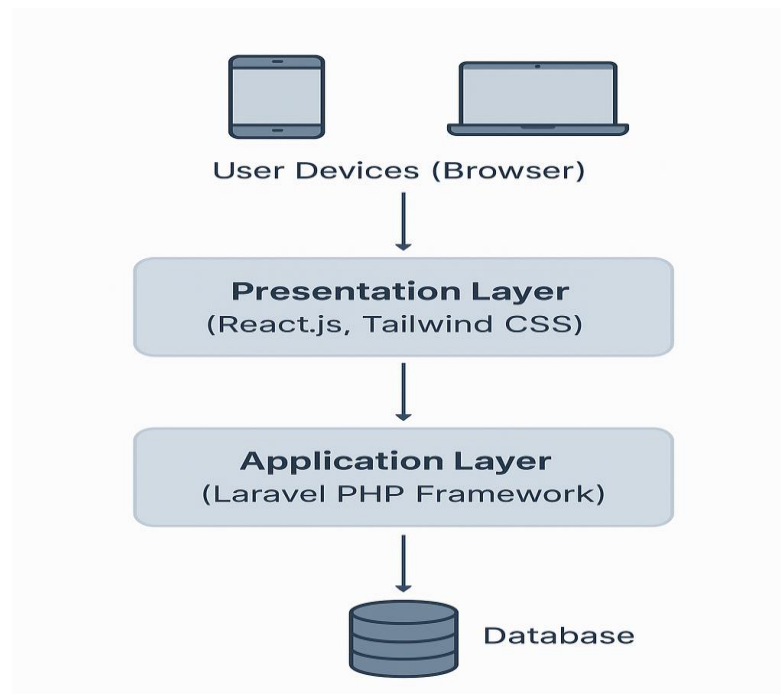 User Devices (Browser)
Presentation Layer
(React.js, Tailwind CSS)
Application Layer
(Laravel PHP Framework)
Database